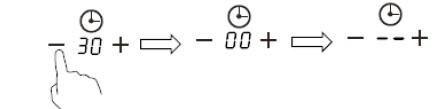 − 30 + ⇨ − 00 + ⇨ − -- +